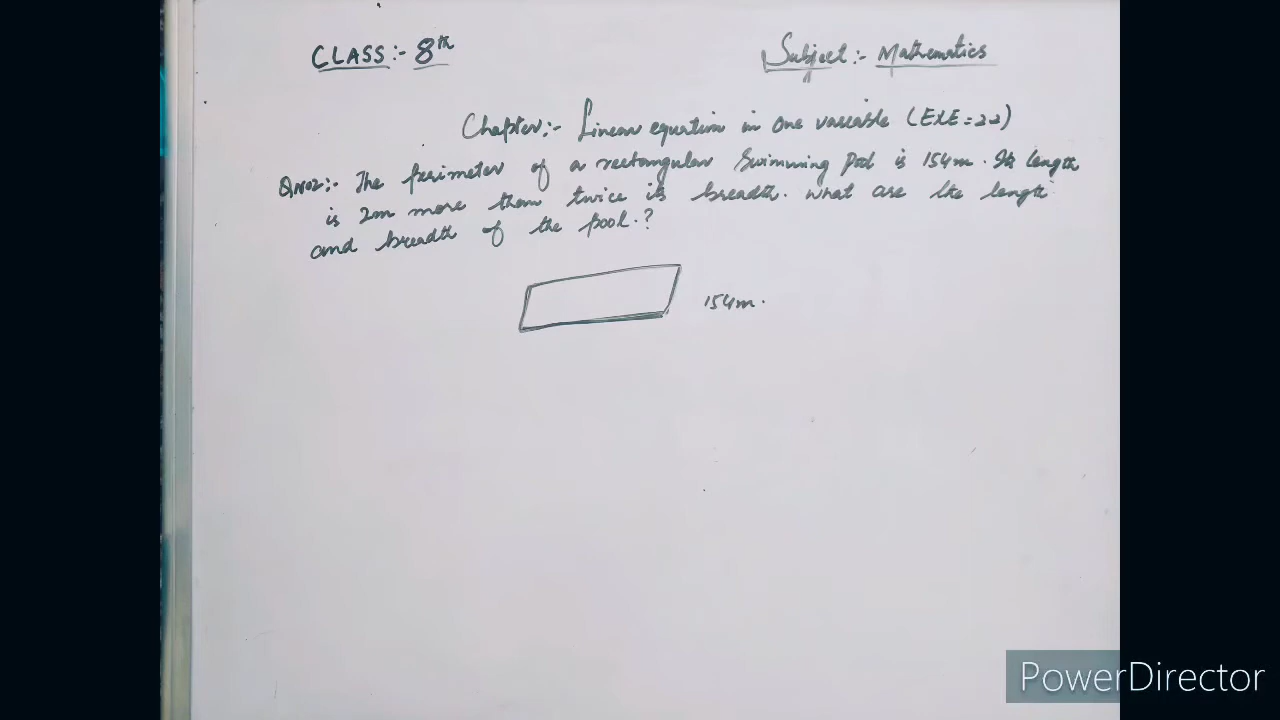 CLASS:- 8th
Subject:- Mathematics
Chapter:- Linear equation in one variable (EXE=2.2)
QNO2:- The perimeter of a rectangular swimming pool is 154m. Its length
is 2m more than twice its breadth. What are the length
and breadth of the pool.?
154m.
PowerDirector